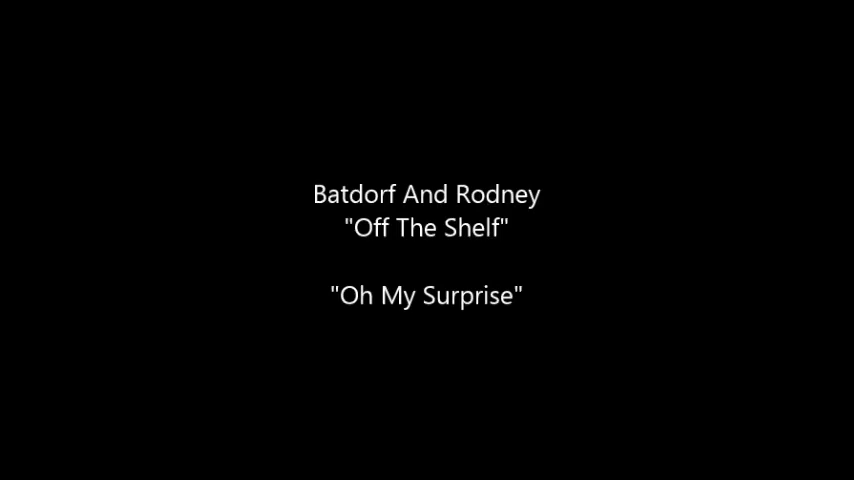 Batdorf And Rodney
"Off The Shelf"
"Oh My Surprise"